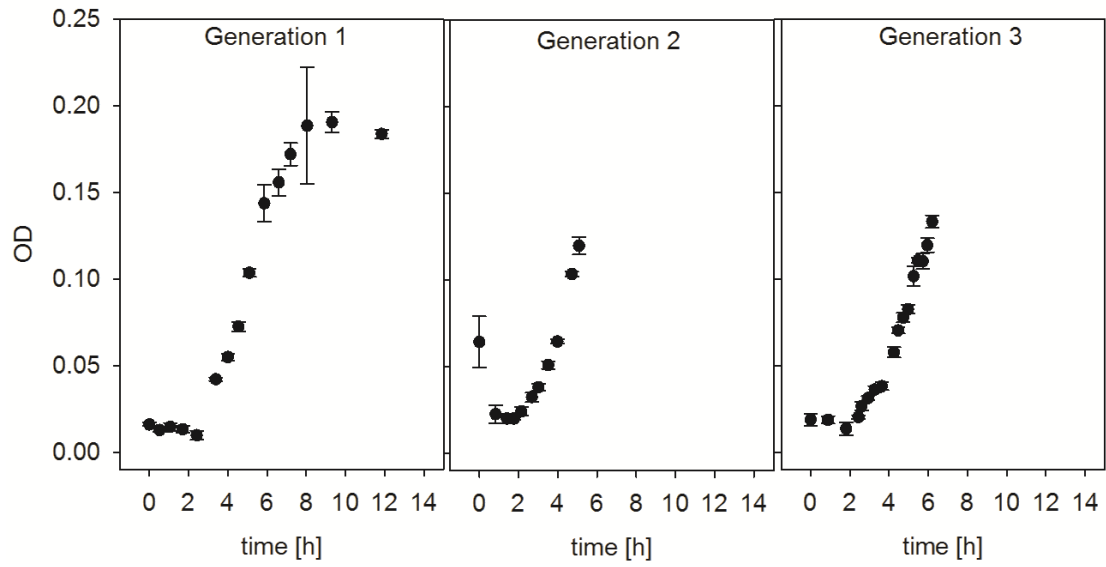 0.25
0.20
0.15
0.10
0.05
0.00
OD
Generation 1
Generation 2
Generation 3
0 2 4 6 8 10 12 14
0 2 4 6 8 10 12 14
0 2 4 6 8 10 12 14
time [h]
time [h]
time [h]